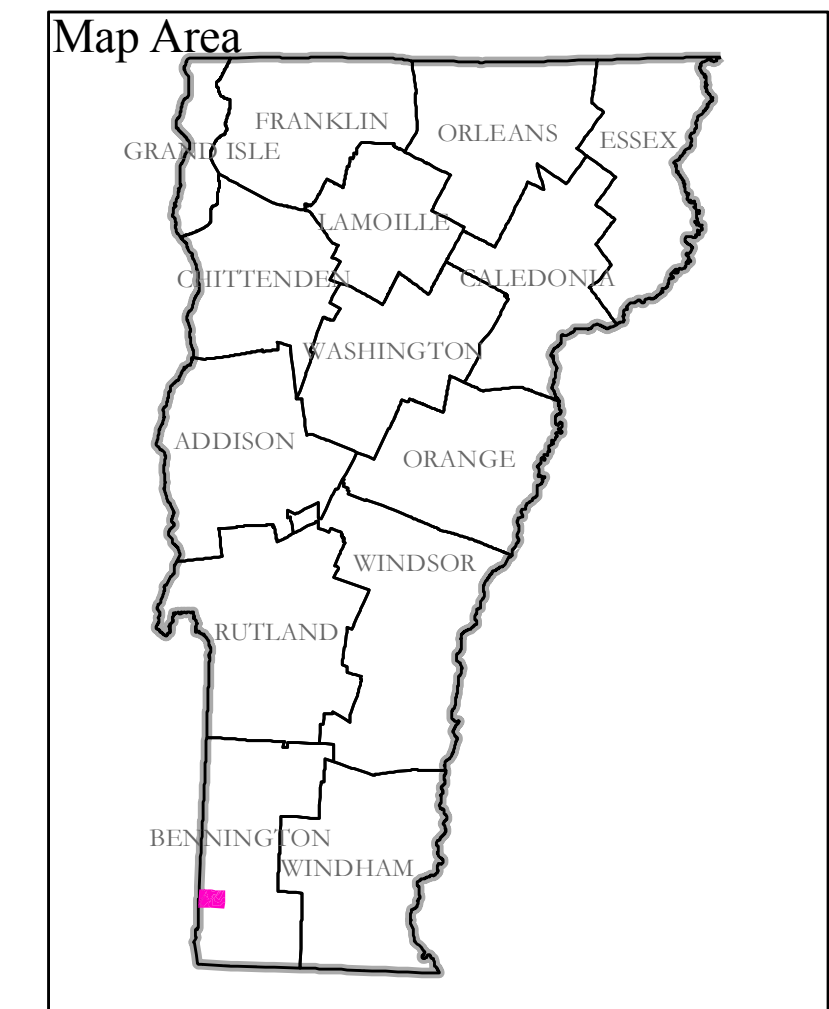 Map Area
FRANKLIN
ORLEANS
ESSEX
GRAND ISLE
LAMOILLE
CHITTENDEN
CALEDONIA
WASHINGTON
ADDISON
ORANGE
WINDSOR
RUTLAND
BENNINGTON
WINDHAM